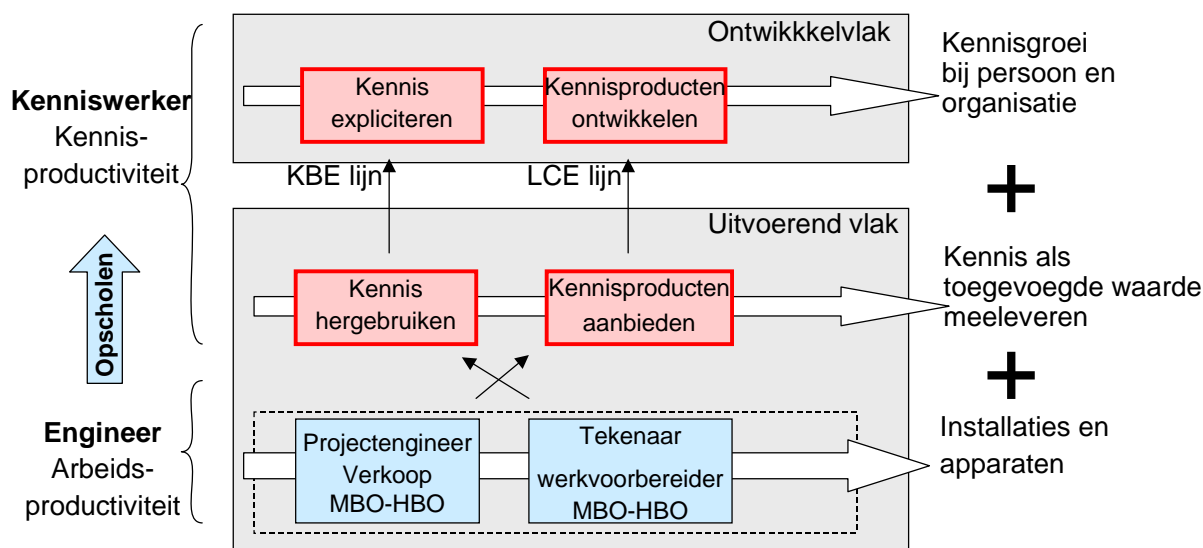 Ontwikkkelvlak
Kennis
expliciteren
Kennisproducten
ontwikkelen
Kennisgroei
bij persoon en
organisatie
Kenniswerker
Kennis-
productiviteit
KBE lijn
LCE lijn
+
Uitvoerend vlak
Kennis
hergebruiken
Kennisproducten
aanbieden
Kennis als
toegevoegde waarde
meeleveren
Opscholen
+
Engineer
Arbeids-
productiviteit
Projectengineer
Verkoop
MBO-HBO
Tekenaar
werkvoorbereider
MBO-HBO
Installaties en
apparaten